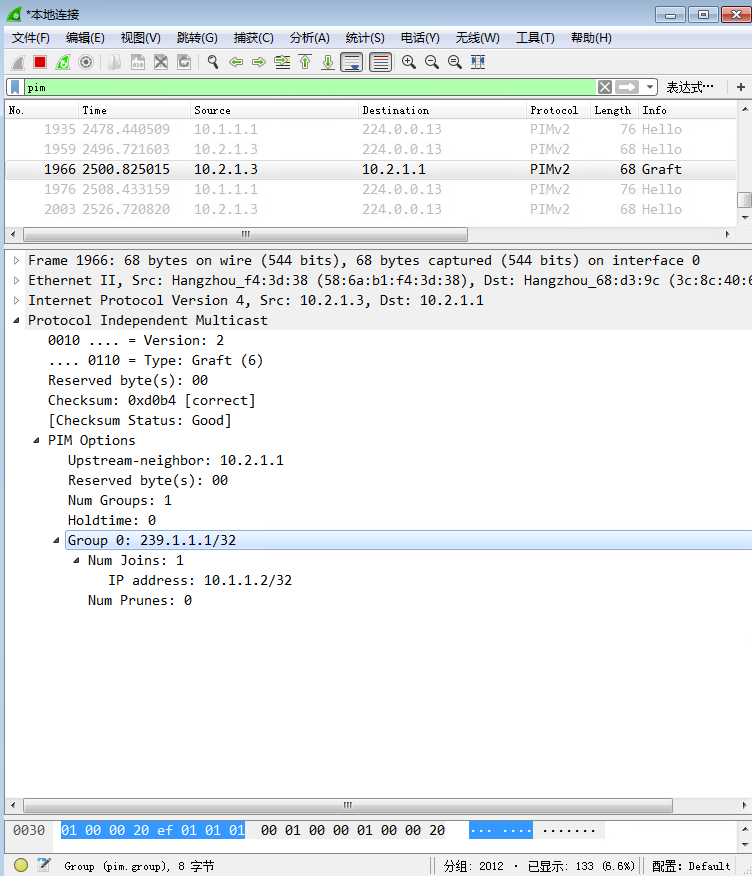 *本地连接
文件(F) 编辑(E) 视图(V) 跳转(G) 捕获(C) 分析(A) 统计(S) 电话(Y) 无线(W) 工具(T) 帮助(H)
pim 表达式… +
No. Time Source Destination Protocol Length Info
1935 2478.440509 10.1.1.1 224.0.0.13 PIMv2 76 Hello
1959 2496.721603 10.2.1.3 224.0.0.13 PIMv2 68 Hello
1966 2500.825015 10.2.1.3 10.2.1.1 PIMv2 68 Graft
1976 2508.433159 10.1.1.1 224.0.0.13 PIMv2 76 Hello
2003 2526.720820 10.2.1.3 224.0.0.13 PIMv2 68 Hello
Frame 1966: 68 bytes on wire (544 bits), 68 bytes captured (544 bits) on interface 0
Ethernet II, Src: Hangzhou_f4:3d:38 (58:6a:b1:f4:3d:38), Dst: Hangzhou_68:d3:9c (3c:8c:40:6
Internet Protocol Version 4, Src: 10.2.1.3, Dst: 10.2.1.1
Protocol Independent Multicast
0010 .... = Version: 2
.... 0110 = Type: Graft (6)
Reserved byte(s): 00
Checksum: 0xd0b4 [correct]
[Checksum Status: Good]
PIM Options
Upstream-neighbor: 10.2.1.1
Reserved byte(s): 00
Num Groups: 1
Holdtime: 0
Group 0: 239.1.1.1/32
Num Joins: 1
IP address: 10.1.1.2/32
Num Prunes: 0
0030 01 00 00 20 ef 01 01 01 00 01 00 00 01 00 00 20 ... .... .......
Group (pim.group), 8 字节 分组: 2012 · 已显示: 133 (6.6%) 配置: Default